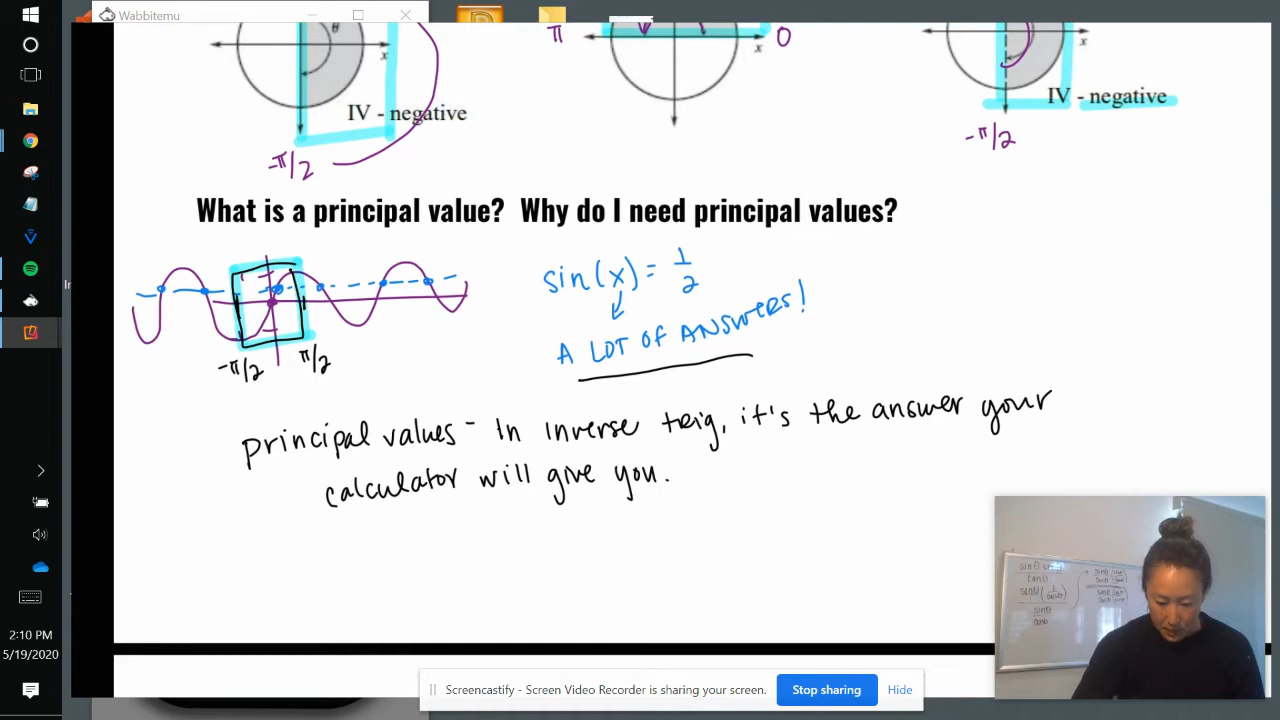 Wabbitemu
θ
x
IV - negative
-π/2
π
x
0
x
IV - negative
-π/2
What is a principal value? Why do I need principal values?
-π/2
π/2
sin(x) = 1/2
A LOT OF ANSWERS!
principal values - In inverse trig, it's the answer your
calculator will give you.
2:10 PM
5/19/2020
Screencastify - Screen Video Recorder is sharing your screen.
Stop sharing
Hide
tanθ